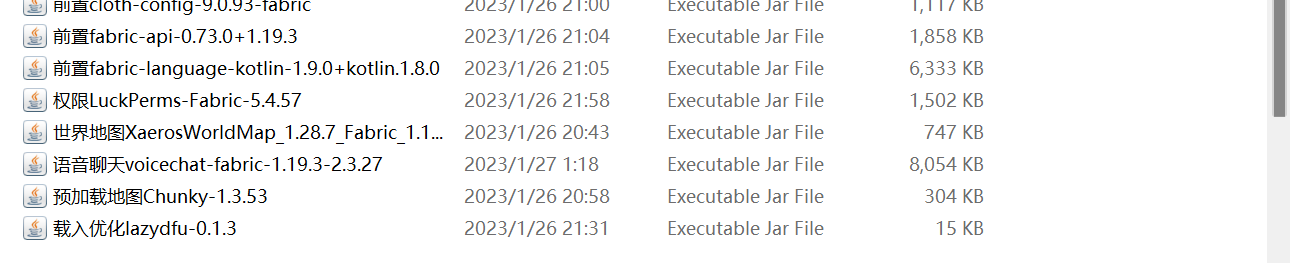 前置cloth-config-9.0.93-fabric 2023/1/26 21:00 Executable Jar File 1,117 KB
前置fabric-api-0.73.0+1.19.3 2023/1/26 21:04 Executable Jar File 1,858 KB
前置fabric-language-kotlin-1.9.0+kotlin.1.8.0 2023/1/26 21:05 Executable Jar File 6,333 KB
权限LuckPerms-Fabric-5.4.57 2023/1/26 21:58 Executable Jar File 1,502 KB
世界地图XaerosWorldMap_1.28.7_Fabric_1.1... 2023/1/26 20:43 Executable Jar File 747 KB
语音聊天voicechat-fabric-1.19.3-2.3.27 2023/1/27 1:18 Executable Jar File 8,054 KB
预加载地图Chunky-1.3.53 2023/1/26 20:58 Executable Jar File 304 KB
载入优化lazydfu-0.1.3 2023/1/26 21:31 Executable Jar File 15 KB